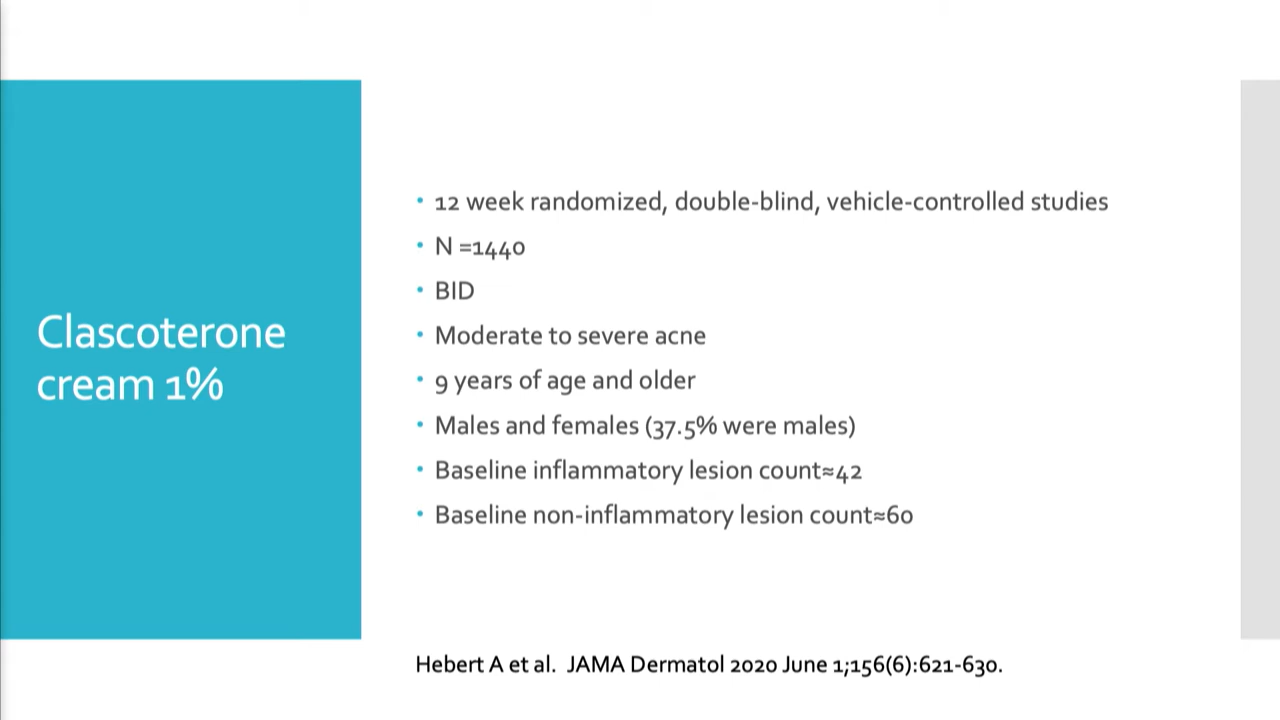 Clascoterone
cream 1%
• 12 week randomized, double-blind, vehicle-controlled studies
• N =1440
• BID
• Moderate to severe acne
• 9 years of age and older
• Males and females (37.5% were males)
• Baseline inflammatory lesion count≈42
• Baseline non-inflammatory lesion count≈60
Hebert A et al.  JAMA Dermatol 2020 June 1;156(6):621-630.